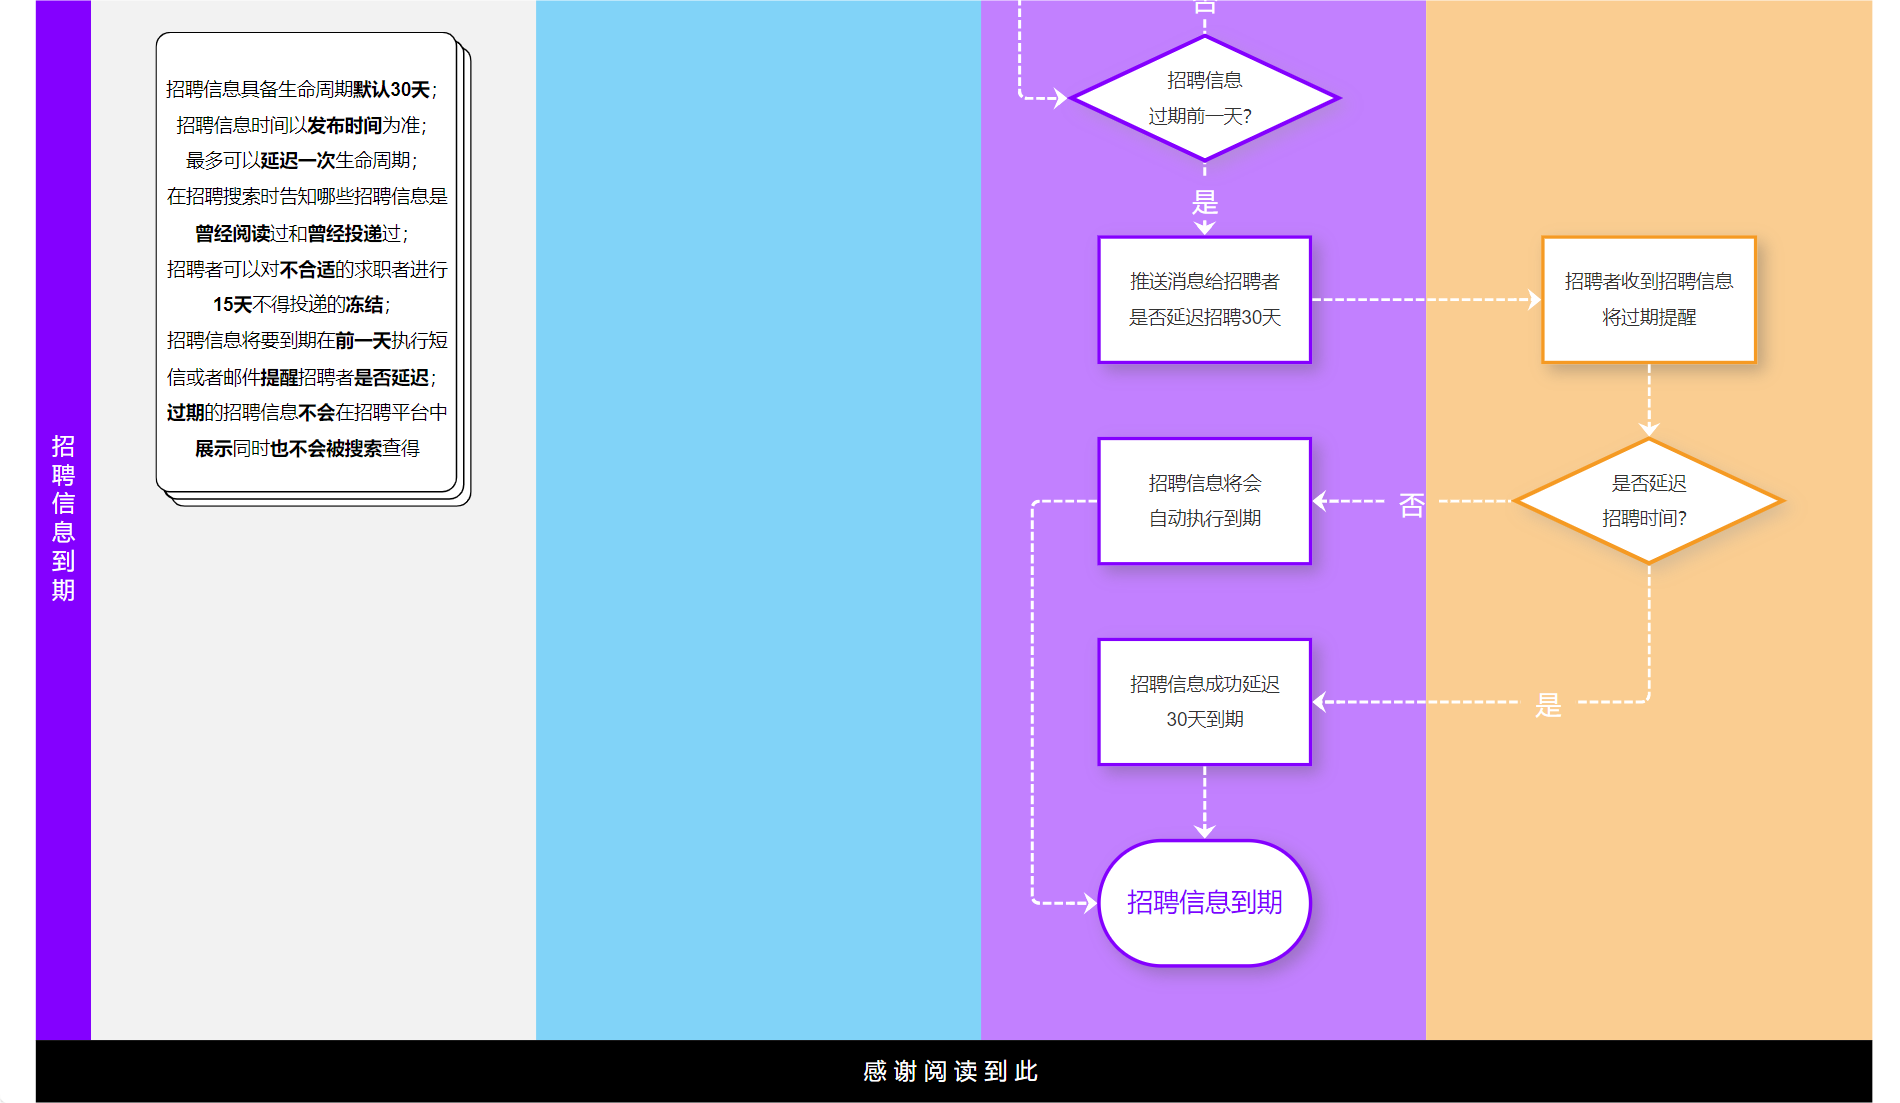 招聘信息到期
招聘信息具备生命周期默认30天；
招聘信息时间以发布时间为准；
最多可以延迟一次生命周期；
在招聘搜索时告知哪些招聘信息是
曾经阅读过和曾经投递过；
招聘者可以对不合适的求职者进行
15天不得投递的冻结；
招聘信息将要到期在前一天执行短
信或者邮件提醒招聘者是否延迟；
过期的招聘信息不会在招聘平台中
展示同时也不会被搜索查得
否
招聘信息
过期前一天？
是
推送消息给招聘者
是否延迟招聘30天
招聘者收到招聘信息
将过期提醒
是否延迟
招聘时间？
否
招聘信息将会
自动执行到期
是
招聘信息成功延迟
30天到期
招聘信息到期
感谢阅读到此